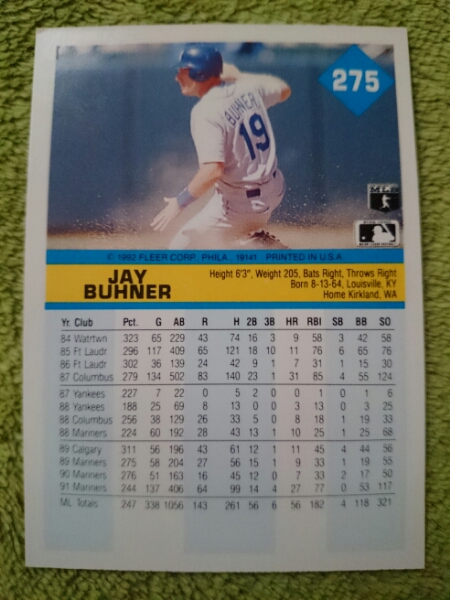 275
BUHNER
19
MLB
© 1992 FLEER CORP., PHILA., 19141 PRINTED IN U.S.A.
JAY
BUHNER
Height 6'3", Weight 205, Bats Right, Throws Right
Born 8-13-64, Louisville, KY
Home Kirkland, WA
Yr. Club Pct. G AB R H 2B 3B HR RBI SB BB SO
84 Watrtwn 323 65 229 43 74 16 3 9 58 3 42 58
85 Ft Laudr 296 117 409 65 121 18 10 11 76 6 65 76
86 Ft Laudr 302 36 139 24 42 9 1 7 31 1 15 30
87 Columbus 279 134 502 83 140 23 1 31 85 4 55 124
87 Yankees 227 7 22 0 5 2 0 0 1 0 1 6
88 Yankees 188 25 69 8 13 0 0 3 13 0 3 25
88 Columbus 256 38 129 26 33 5 0 8 18 1 19 33
88 Mariners 224 60 192 28 43 13 1 10 25 1 25 68
89 Calgary 311 56 196 43 61 12 1 11 45 4 44 56
89 Mariners 275 58 204 27 56 15 1 9 33 1 19 55
90 Mariners 276 51 163 16 45 12 0 7 33 2 17 50
91 Mariners 244 137 406 64 99 14 4 27 77 0 53 117
ML Totals 247 338 1056 143 261 56 6 56 182 4 118 321